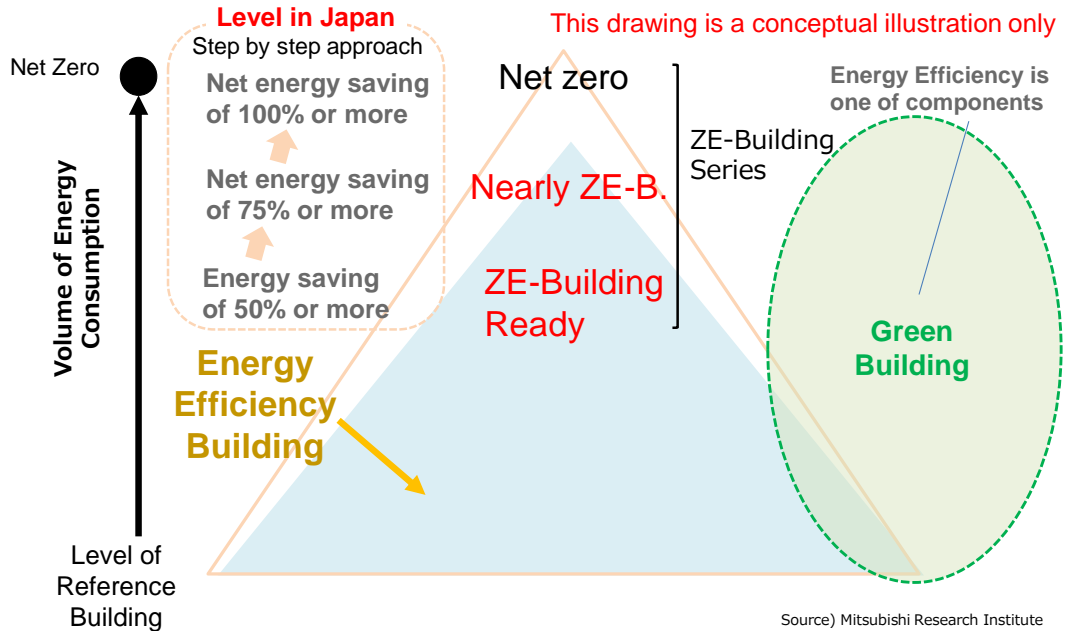 Level in Japan
Step by step approach
This drawing is a conceptual illustration only
Net Zero
Net energy saving
of 100% or more
Net zero
Energy Efficiency is
one of components
ZE-Building
Series
Net energy saving
of 75% or more
Nearly ZE-B.
Volume of Energy
Consumption
Energy saving
of 50% or more
ZE-Building
Ready
Green
Building
Energy
Efficiency
Building
Level of
Reference
Building
Source) Mitsubishi Research Institute